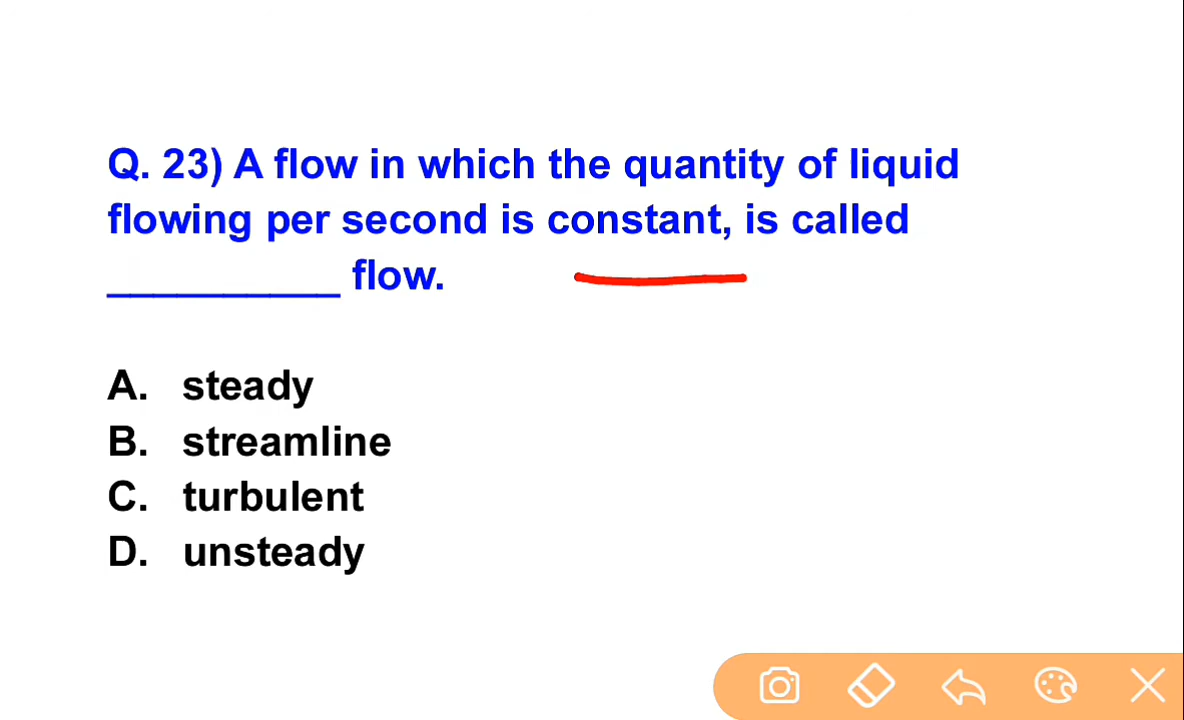 Q. 23) A flow in which the quantity of liquid
flowing per second is constant, is called
__________ flow.
A. steady
B. streamline
C. turbulent
D. unsteady